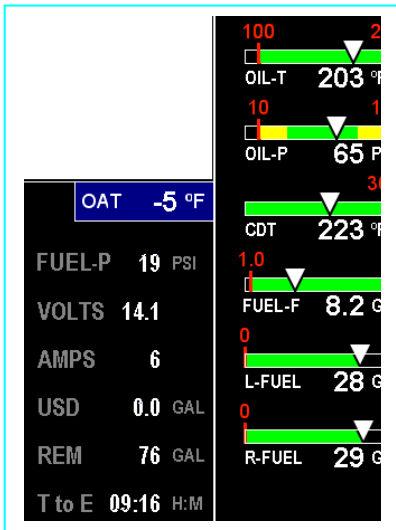 OAT -5 ºF
FUEL-P 19 PSI
VOLTS 14.1
AMPS 6
USD 0.0 GAL
REM 76 GAL
T to E 09:16 H:M
100
OIL-T 203
10
OIL-P 65
CDT 223
1.0
FUEL-F 8.2
0
L-FUEL 28
0
R-FUEL 29